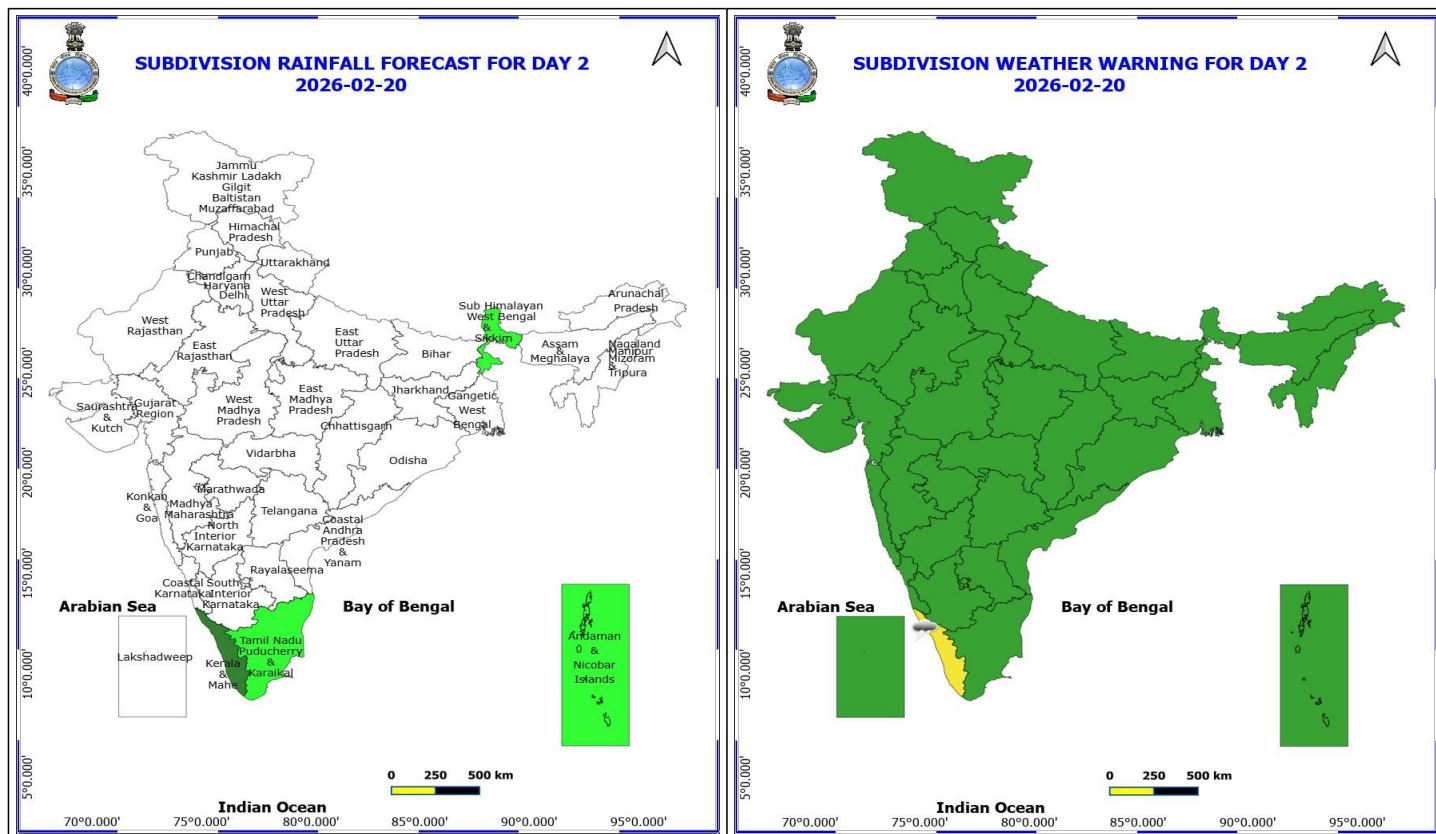 SUBDIVISION RAINFALL FORECAST FOR DAY 2
2026-02-20
40°0.000'
35°0.000'
30°0.000'
25°0.000'
20°0.000'
15°0.000'
10°0.000'
5°0.000'
Jammu
Kashmir Ladakh
Gilgit
Baltistan
Muzaffarabad
Himachal
Pradesh
Punjab
Uttarakhand
Chandigarh
Haryana
Delhi
West
Uttar
Pradesh
West
Rajasthan
East
Rajasthan
East
Uttar
Pradesh
Bihar
Sub Himalayan
West Bengal
&
Sikkim
Arunachal
Pradesh
Assam
&
Meghalaya
Nagaland
Manipur
Mizoram
&
Tripura
Saurashtra
&
Kutch
Gujarat
Region
West
Madhya
Pradesh
East
Madhya
Pradesh
Jharkhand
Gangetic
West
Bengal
Chhattisgarh
Vidarbha
Odisha
Konkan
&
Goa
Marathwada
Madhya
Maharashtra
North
Interior
Karnataka
Telangana
Coastal
Andhra
Pradesh
&
Yanam
Rayalaseema
Coastal
Karnataka
South
Interior
Karnataka
Arabian Sea
Bay of Bengal
Lakshadweep
Kerala
&
Mahe
Tamil Nadu
Puducherry
&
Karaikal
Andaman
&
Nicobar
Islands
0 250 500 km
Indian Ocean
70°0.000' 75°0.000' 80°0.000' 85°0.000' 90°0.000' 95°0.000'
SUBDIVISION WEATHER WARNING FOR DAY 2
2026-02-20
40°0.000'
35°0.000'
30°0.000'
25°0.000'
20°0.000'
15°0.000'
10°0.000'
5°0.000'
Arabian Sea
Bay of Bengal
0 250 500 km
Indian Ocean
70°0.000' 75°0.000' 80°0.000' 85°0.000' 90°0.000' 95°0.000'